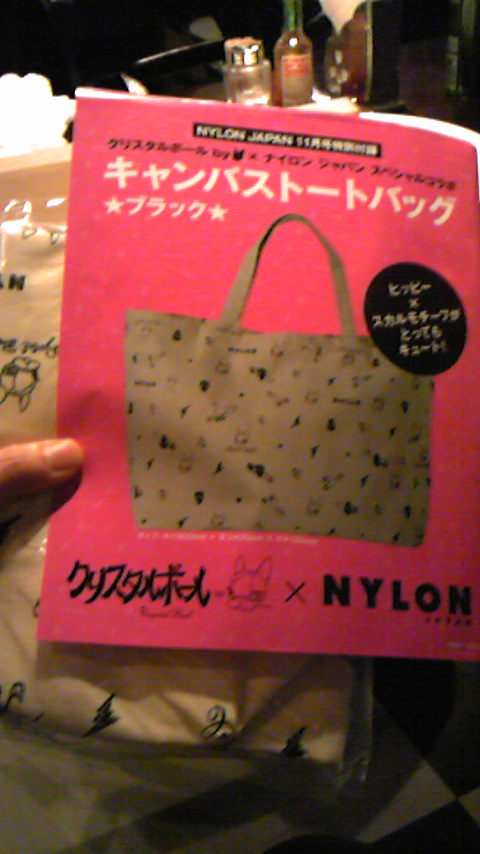 NYLON JAPAN 11月号特別付録
クリスタルボール by × ナイロン ジャパン スペシャルコラボ
キャンバストートバッグ
★ブラック★
ヒッピー
×
スカルモチーフが
とっても
キュート!
クリスタルボール by × NYLON
Crystal Ball
JAPAN